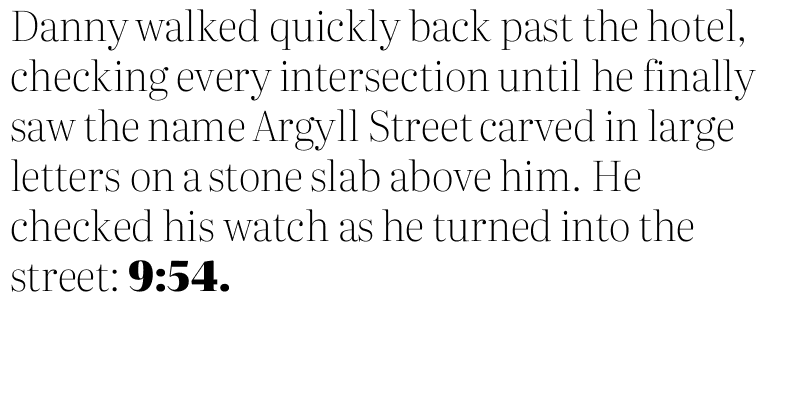 Danny walked quickly back past the hotel,
checking every intersection until he finally
saw the name Argyll Street carved in large
letters on a stone slab above him. He
checked his watch as he turned into the
street: 9:54.